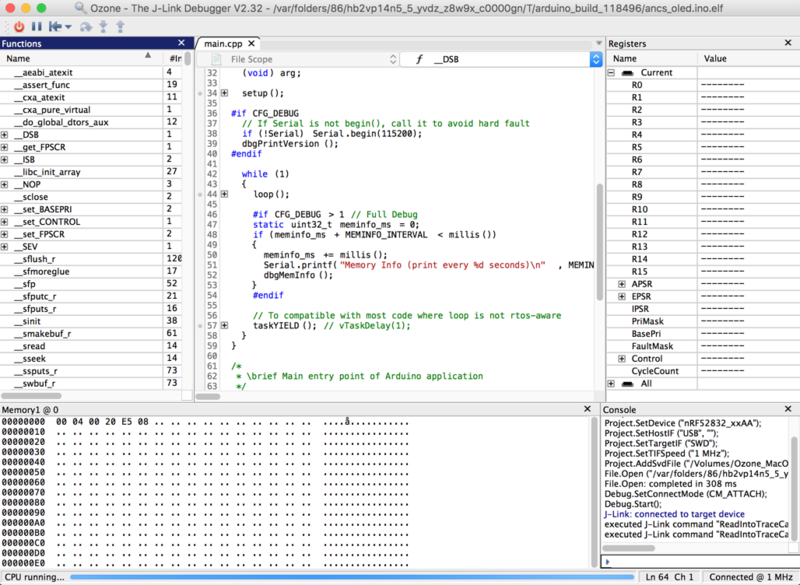 Ozone - The J-Link Debugger V2.32 - /var/folders/86/hb2vp14n5_5_yvdz_z8w9x_c0000gn/T/arduino_build_118496/ancs_oled.ino.elf
Functions
Name #In
__aeabi_atexit 4
__assert_func 19
__cxa_atexit 11
__cxa_pure_virtual 1
__do_global_dtors_aux 12
__DSB 1
__get_FPSCR 1
__ISB 2
__libc_init_array 27
__NOP 3
__sclose 2
__set_BASEPRI 2
__set_CONTROL 1
__set_FPSCR 2
__SEV 1
__sflush_r 120
__sfmoreglue 17
__sfp 52
__sfputc_r 21
__sfputs_r 16
__sinit 38
__smakebuf_r 61
__sread 14
__sseek 14
__ssputs_r 73
__swbuf_r 73
main.cpp
File Scope
f __DSB
32 (void) arg;
33
34 setup();
35
36 #if CFG_DEBUG
37 // If Serial is not begin(), call it to avoid hard fault
38 if (!Serial) Serial.begin(115200);
39 dbgPrintVersion ();
40 #endif
41
42 while (1)
43 {
44 loop();
45
46 #if CFG_DEBUG > 1 // Full Debug
47 static uint32_t meminfo_ms = 0;
48 if (meminfo_ms + MEMINFO_INTERVAL < millis())
49 {
50 meminfo_ms += millis();
51 Serial.printf("Memory Info (print every %d seconds)\n" , MEMIN
52 dbgMemInfo ();
53 }
54 #endif
55
56 // To compatible with most code where loop is not rtos-aware
57 taskYIELD(); // vTaskDelay(1);
58 }
59 }
60
61 /*
62 * \brief Main entry point of Arduino application
63 */
Registers
Name Value
Current --------
R0 --------
R1 --------
R2 --------
R3 --------
R4 --------
R5 --------
R6 --------
R7 --------
R8 --------
R9 --------
R10 --------
R11 --------
R12 --------
R13 --------
R14 --------
R15 --------
APSR --------
EPSR --------
IPSR --------
PriMask --------
BasePri --------
FaultMask --------
Control --------
CycleCount --------
All
Memory1 @ 0
00000000 00 04 00 20 E5 08 .. .. .. .. .. .. .. .. .. .. ....å...........
00000010 .. .. .. .. .. .. .. .. .. .. .. .. .. .. .. .. ................
00000020 .. .. .. .. .. .. .. .. .. .. .. .. .. .. .. .. ................
00000030 .. .. .. .. .. .. .. .. .. .. .. .. .. .. .. .. ................
00000040 .. .. .. .. .. .. .. .. .. .. .. .. .. .. .. .. ................
00000050 .. .. .. .. .. .. .. .. .. .. .. .. .. .. .. .. ................
00000060 .. .. .. .. .. .. .. .. .. .. .. .. .. .. .. .. ................
00000070 .. .. .. .. .. .. .. .. .. .. .. .. .. .. .. .. ................
00000080 .. .. .. .. .. .. .. .. .. .. .. .. .. .. .. .. ................
00000090 .. .. .. .. .. .. .. .. .. .. .. .. .. .. .. .. ................
000000A0 .. .. .. .. .. .. .. .. .. .. .. .. .. .. .. .. ................
000000B0 .. .. .. .. .. .. .. .. .. .. .. .. .. .. .. .. ................
000000C0 .. .. .. .. .. .. .. .. .. .. .. .. .. .. .. .. ................
000000D0 .. .. .. .. .. .. .. .. .. .. .. .. .. .. .. .. ................
000000E0 .. .. .. .. .. .. .. .. .. .. .. .. .. .. .. .. ................
Console
Project.SetDevice ("nRF52832_xxAA");
Project.SetHostIF ("USB", "");
Project.SetTargetIF ("SWD");
Project.SetTIFSpeed ("1 MHz");
Project.AddSvdFile ("/Volumes/Ozone_MacO
File.Open ("/var/folders/86/hb2vp14n5_5_y
File.Open: completed in 308 ms
Debug.SetConnectMode (CM_ATTACH);
Debug.Start();
J-Link: connected to target device
executed J-Link command "ReadIntoTraceCa
executed J-Link command "ReadIntoTraceCa
CPU running...
Ln 64 Ch 1
Connected @ 1 MHz